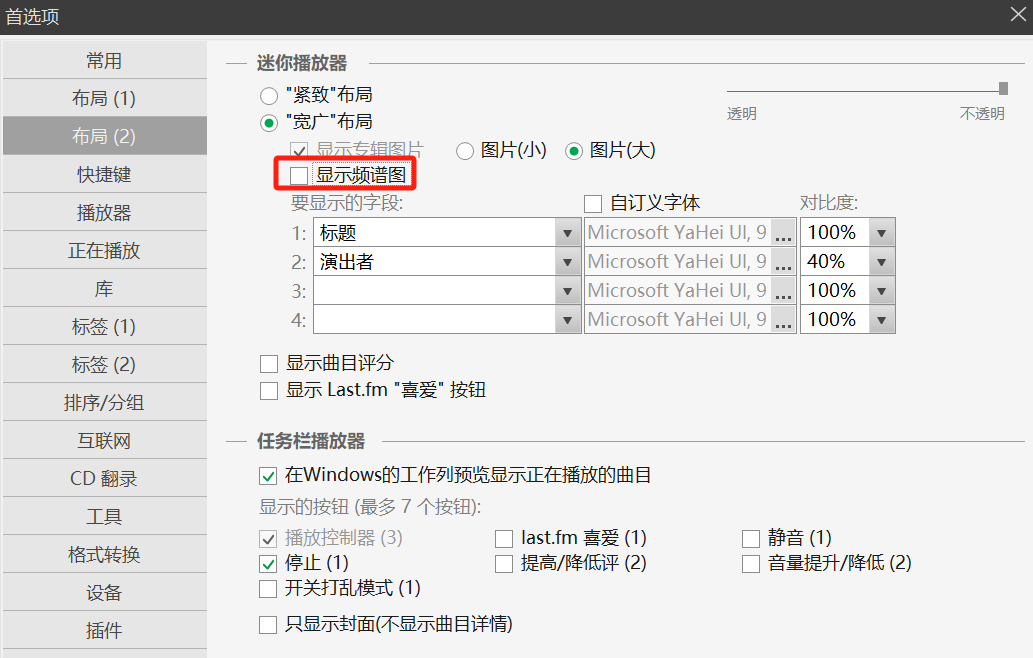 首选项
常用
布局 (1)
布局 (2)
快捷键
播放器
正在播放
库
标签 (1)
标签 (2)
排序/分组
互联网
CD 翻录
工具
格式转换
设备
插件
迷你播放器
"紧致"布局
"宽广"布局
透明 不透明
显示专辑图片 图片(小) 图片(大)
显示频谱图
要显示的字段: 自订义字体 对比度:
1: 标题 Microsoft YaHei UI, 9 ... 100%
2: 演出者 Microsoft YaHei UI, 9 ... 40%
3: Microsoft YaHei UI, 9 ... 100%
4: Microsoft YaHei UI, 9 ... 100%
显示曲目评分
显示 Last.fm "喜爱" 按钮
任务栏播放器
在Windows的工作列预览显示正在播放的曲目
显示的按钮 (最多 7 个按钮):
播放控制器 (3) last.fm 喜爱 (1) 静音 (1)
停止 (1) 提高/降低评 (2) 音量提升/降低 (2)
开关打乱模式 (1)
只显示封面(不显示曲目详情)